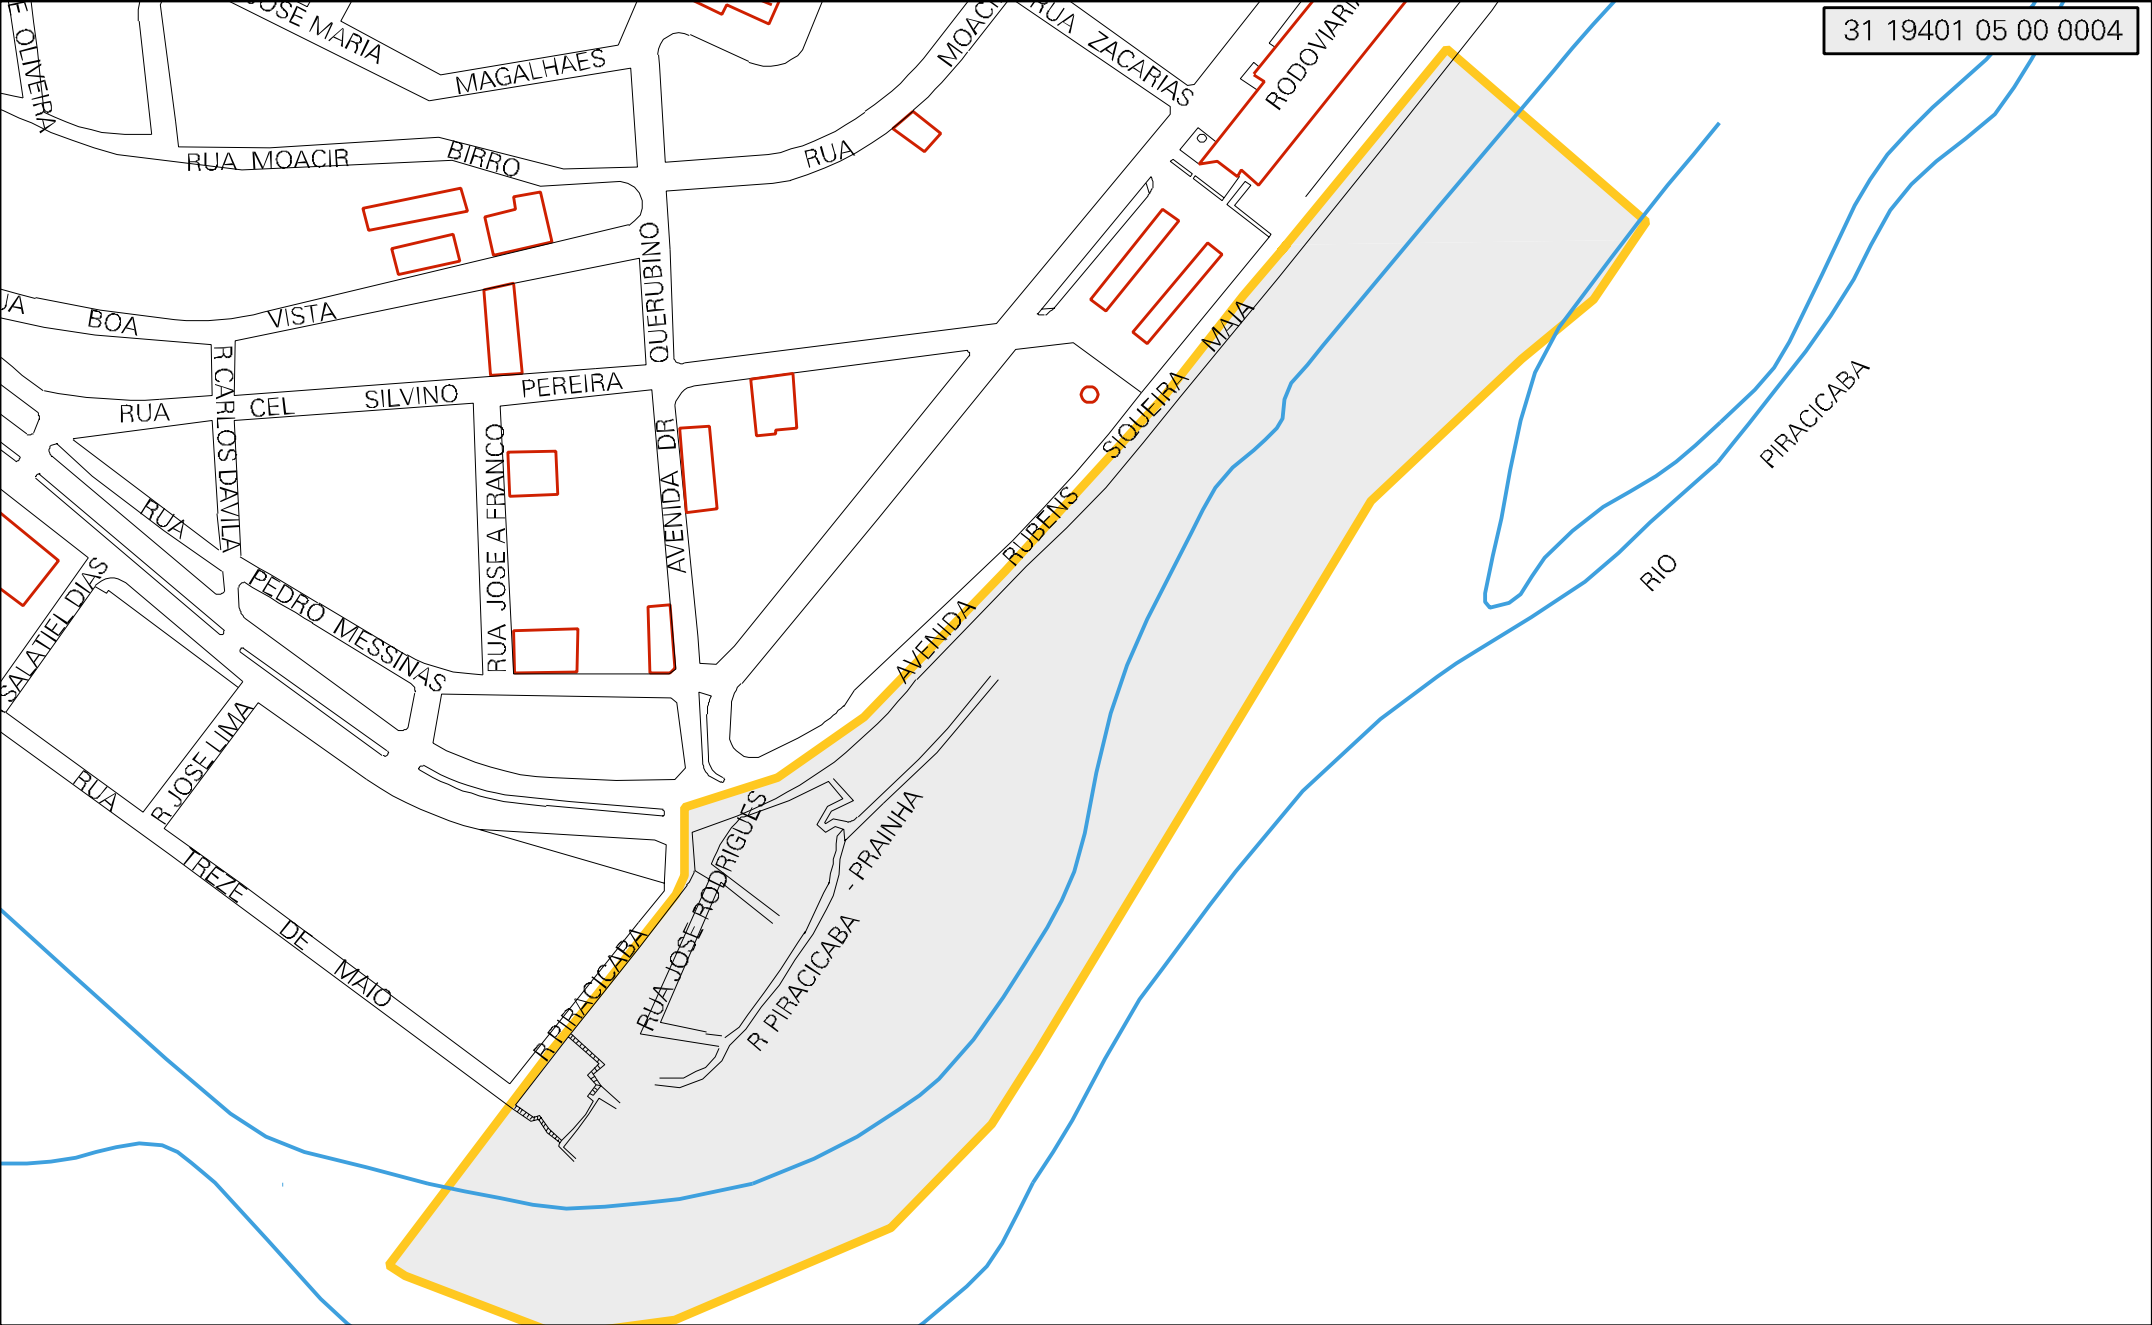 31 19401 05 00 0004
OLIVEIRA
JOSE MARIA
MAGALHAES
RUA MOACIR
BIRRO
RUA
MOACI
RUA ZACARIAS
RODOVIARIA
BOA
VISTA
QUERUBINO
R CARLOS DAVILA
RUA
CEL
SILVINO
PEREIRA
RUA JOSE A FRANCO
AVENIDA DR
RUA
PEDRO MESSINAS
SALATIEL DIAS
R JOSE LIMA
RUA
TREZE
DE
MAIO
AVENIDA
RUBENS
SIQUEIRA
MAIA
RIO
PIRACICABA
RUA JOSE RODRIGUES
R PIRACICABA
R PIRACICABA - PRAINHA